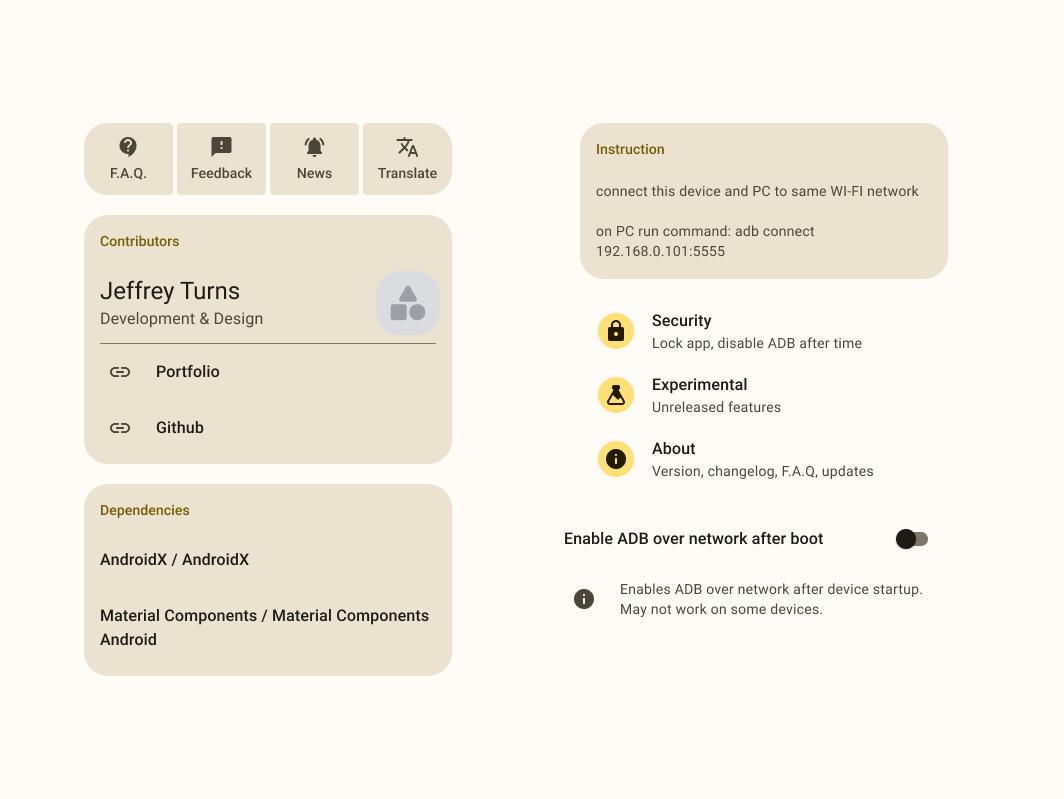 F.A.Q.
Feedback
News
Translate
Contributors
Jeffrey Turns
Development & Design
Portfolio
Github
Dependencies
AndroidX / AndroidX
Material Components / Material Components
Android
Instruction
connect this device and PC to same WI-FI network
on PC run command: adb connect
192.168.0.101:5555
Security
Lock app, disable ADB after time
Experimental
Unreleased features
About
Version, changelog, F.A.Q, updates
Enable ADB over network after boot
Enables ADB over network after device startup.
May not work on some devices.